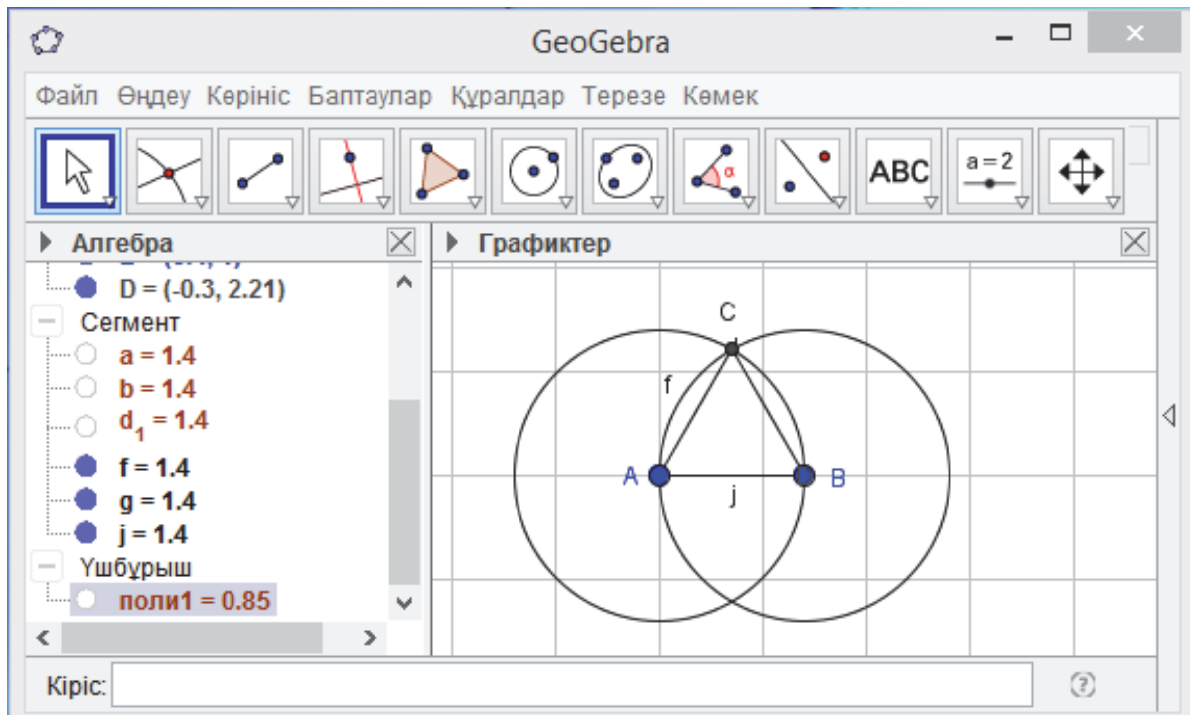 GeoGebra
Файл Өңдеу Көрініс Баптаулар Құралдар Терезе Көмек
ABC
a = 2
α
Алгебра
Графиктер
D = (-0.3, 2.21)
Сегмент
a = 1.4
b = 1.4
d₁ = 1.4
f = 1.4
g = 1.4
j = 1.4
Үшбұрыш
поли1 = 0.85
C
f
A
B
j
Кіріс: